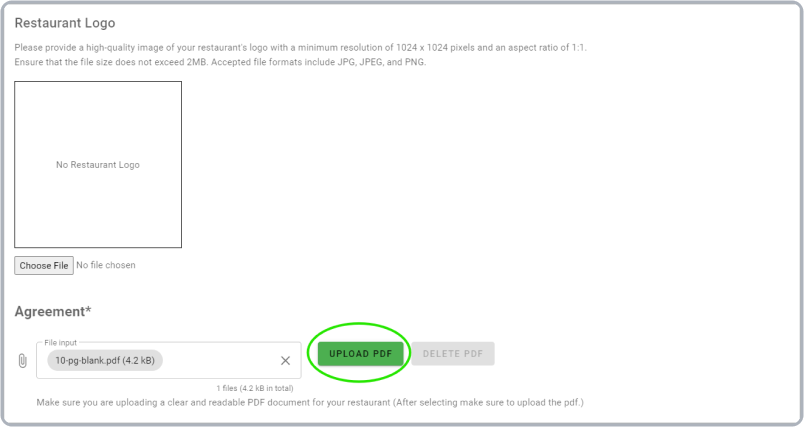 Restaurant Logo
Please provide a high-quality image of your restaurant's logo with a minimum resolution of 1024 x 1024 pixels and an aspect ratio of 1:1.
Ensure that the file size does not exceed 2MB. Accepted file formats include JPG, JPEG, and PNG.
No Restaurant Logo
Choose File No file chosen
Agreement*
File input
10-pg-blank.pdf (4.2 kB)
UPLOAD PDF
DELETE PDF
1 files (4.2 kB in total)
Make sure you are uploading a clear and readable PDF document for your restaurant (After selecting make sure to upload the pdf.)